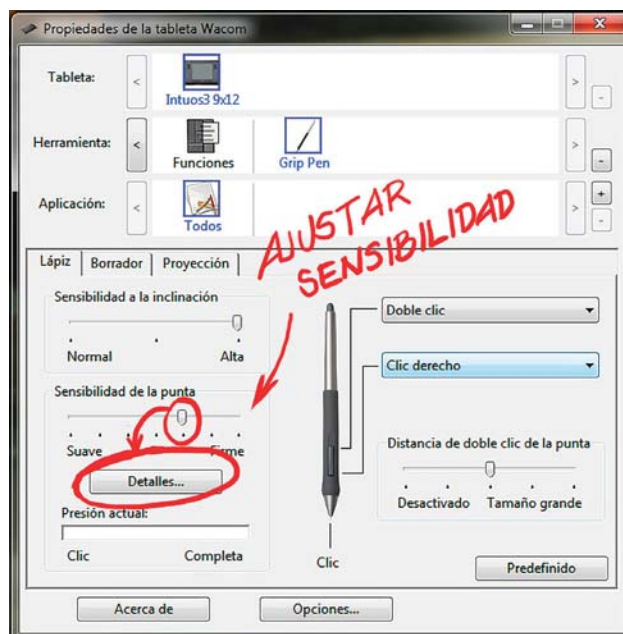 Propiedades de la tableta Wacom
Tableta:
<
Intuos3 9x12
>
-
Herramienta:
<
Funciones
Grip Pen
>
-
Aplicación:
<
Todos
>
+
-
AJUSTAR
SENSIBILIDAD
Lápiz Borrador Proyección
Sensibilidad a la inclinación
Normal Alta
Doble clic
Clic derecho
Sensibilidad de la punta
Suave
Detalles...
Presión actual:
Clic Completa
Clic
Distancia de doble clic de la punta
Desactivado Tamaño grande
Predefinido
Acerca de Opciones...